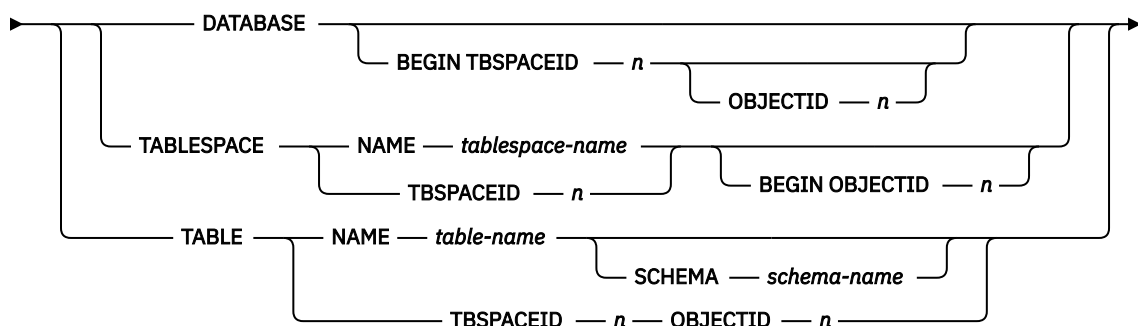 DATABASE
BEGIN TBSPACEID n
OBJECTID n
TABLESPACE NAME tablespace-name
BEGIN OBJECTID n
TBSPACEID n
TABLE NAME table-name
SCHEMA schema-name
TBSPACEID n OBJECTID n